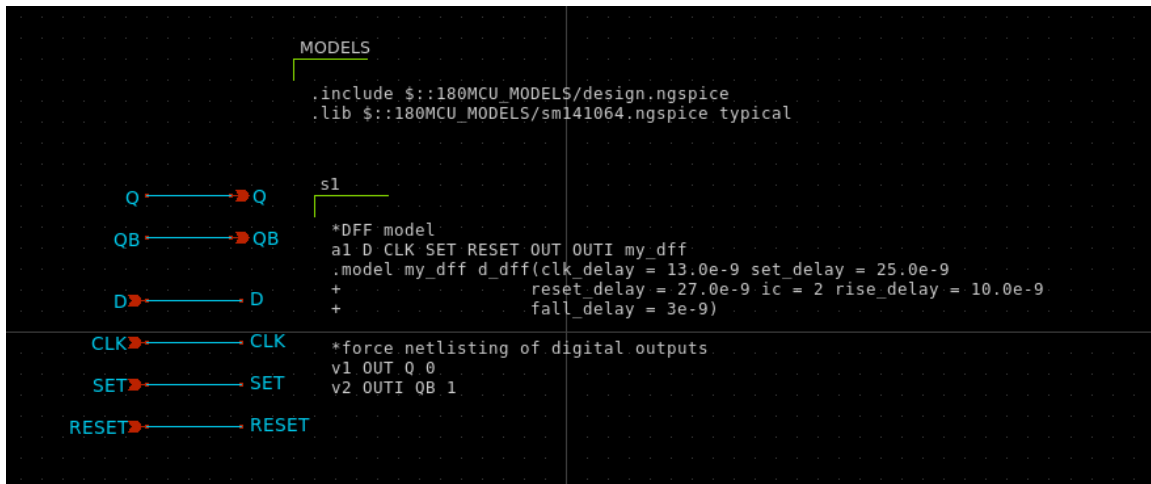 MODELS
.include $::180MCU_MODELS/design.ngspice
.lib $::180MCU_MODELS/sm141064.ngspice typical
s1
Q Q
QB QB
*DFF model
a1 D CLK SET RESET OUT OUTI my_dff
.model my_dff d_dff(clk_delay = 13.0e-9 set_delay = 25.0e-9
+ reset_delay = 27.0e-9 ic = 2 rise_delay = 10.0e-9
+ fall_delay = 3e-9)
D D
CLK CLK
SET SET
RESET RESET
*force netlisting of digital outputs
v1 OUT Q 0
v2 OUTI QB 1